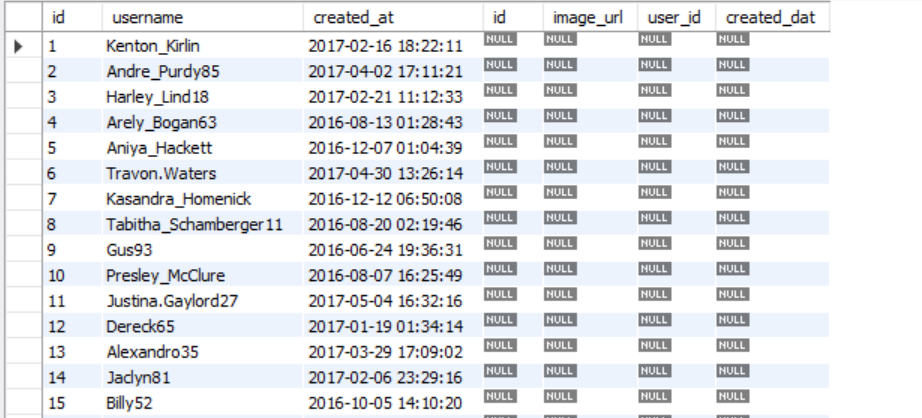 id username created_at id image_url user_id created_dat
1 Kenton_Kirlin 2017-02-16 18:22:11 NULL NULL NULL NULL
2 Andre_Purdy85 2017-04-02 17:11:21 NULL NULL NULL NULL
3 Harley_Lind18 2017-02-21 11:12:33 NULL NULL NULL NULL
4 Arely_Bogan63 2016-08-13 01:28:43 NULL NULL NULL NULL
5 Aniya_Hackett 2016-12-07 01:04:39 NULL NULL NULL NULL
6 Travon.Waters 2017-04-30 13:26:14 NULL NULL NULL NULL
7 Kasandra_Homenick 2016-12-12 06:50:08 NULL NULL NULL NULL
8 Tabitha_Schamberger11 2016-08-20 02:19:46 NULL NULL NULL NULL
9 Gus93 2016-06-24 19:36:31 NULL NULL NULL NULL
10 Presley_McClure 2016-08-07 16:25:49 NULL NULL NULL NULL
11 Justina.Gaylord27 2017-05-04 16:32:16 NULL NULL NULL NULL
12 Dereck65 2017-01-19 01:34:14 NULL NULL NULL NULL
13 Alexandro35 2017-03-29 17:09:02 NULL NULL NULL NULL
14 Jaclyn81 2017-02-06 23:29:16 NULL NULL NULL NULL
15 Billy52 2016-10-05 14:10:20 NULL NULL NULL NULL